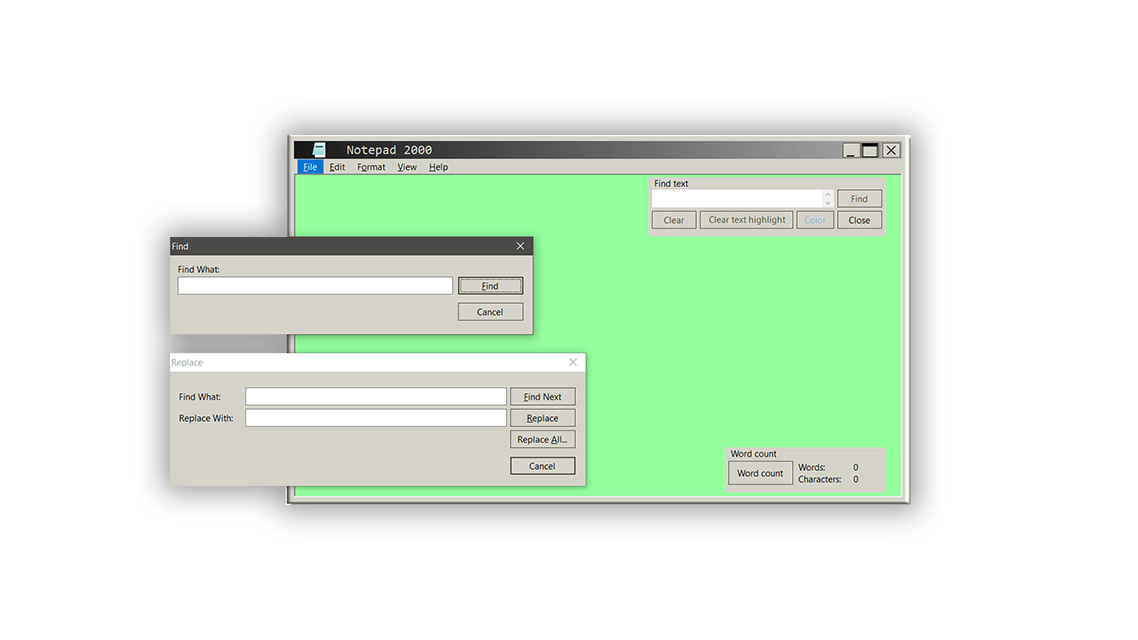 Notepad 2000
File Edit Format View Help
Find text
Find
Clear Clear text highlight Color Close
Find
Find What:
Find
Cancel
Replace
Find What: Find Next
Replace With: Replace
Replace All...
Cancel
Word count
Word count
Words: 0
Characters: 0